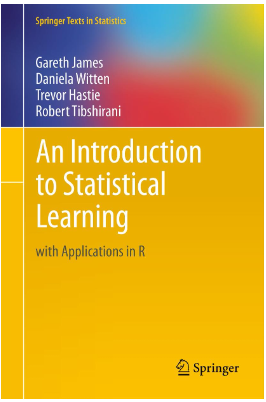 Springer Texts in Statistics
Gareth James
Daniela Witten
Trevor Hastie
Robert Tibshirani
An Introduction
to Statistical
Learning
with Applications in R
Springer